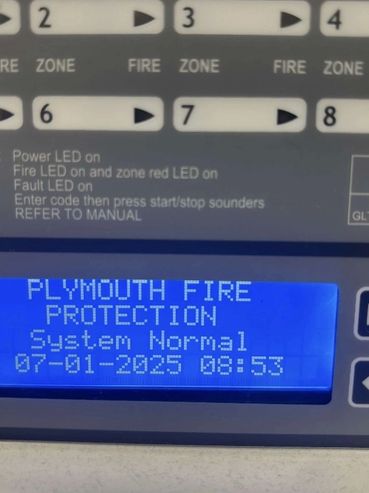 2 3 4
RE ZONE FIRE ZONE FIRE ZONE
6 7 8
Power LED on
Fire LED on and zone red LED on
Fault LED on
Enter code then press start/stop sounders
REFER TO MANUAL
PLYMOUTH FIRE
PROTECTION
System Normal
07-01-2025 08:53